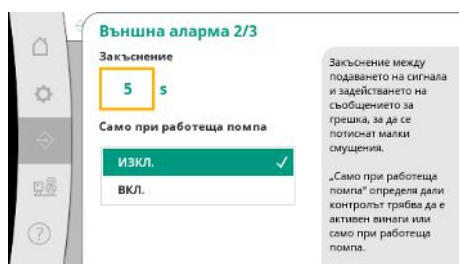 Външна аларма 2/3
Закъснение
5 s
Само при работеща помпа
ИЗКЛ.
ВКЛ.
Закъснение между
подаването на сигнала
и задействането на
съобщението за
грешка, за да се
потиснат малки
смущения.
„Само при работеща
помпа“ определя дали
контролът трябва да е
активен винаги или
само при работеща
помпа.